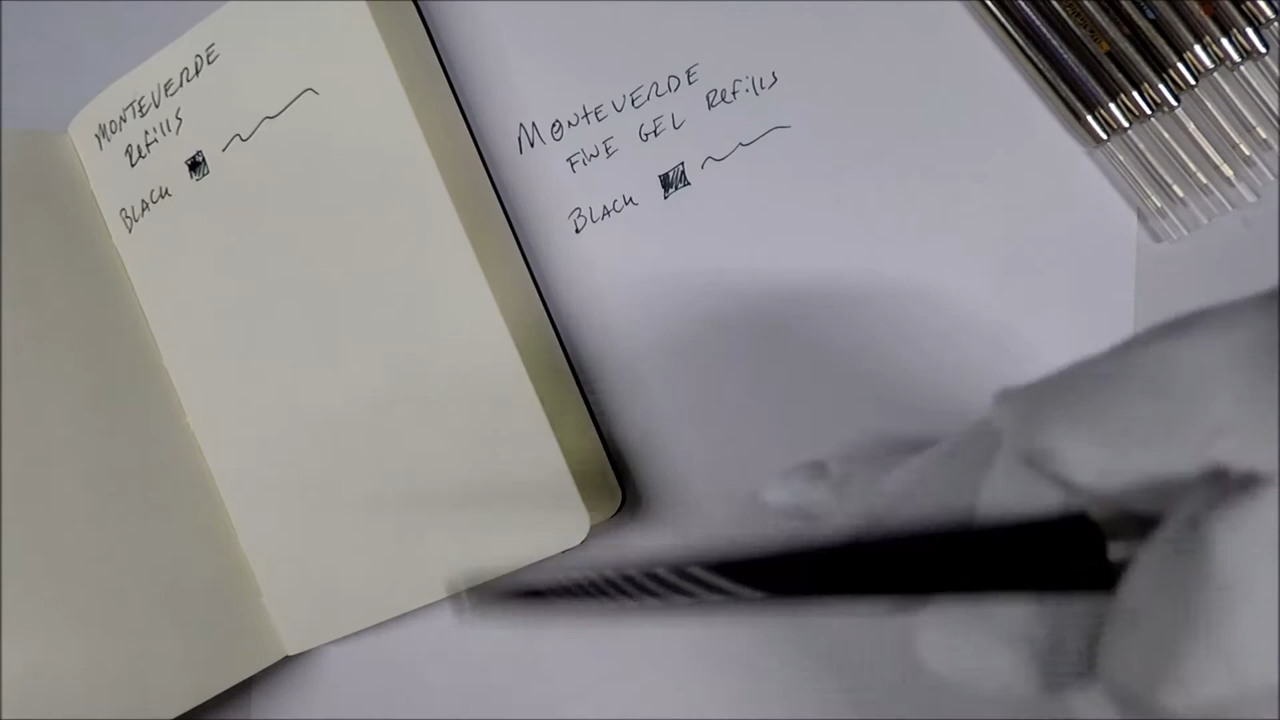 MONTEVERDE
Refills
BLACK
MONTEVERDE
FINE GEL Refills
BLACK